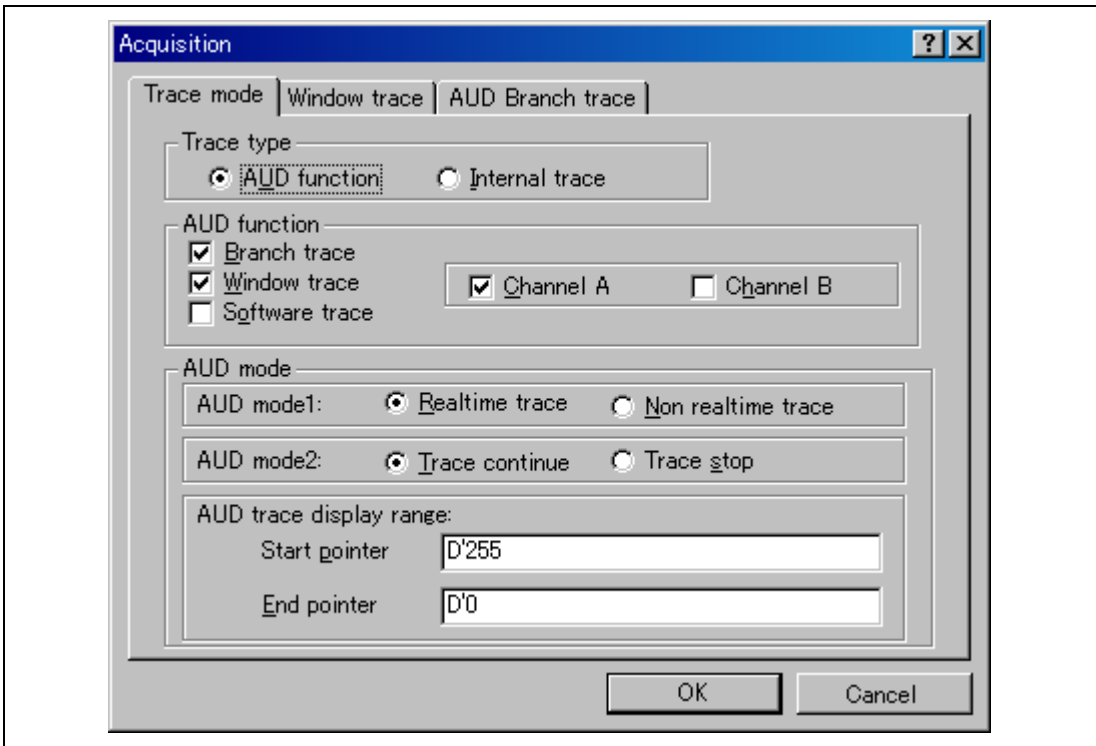 Acquisition
Trace mode Window trace AUD Branch trace
Trace type
AUD function Internal trace
AUD function
Branch trace
Window trace Channel A Channel B
Software trace
AUD mode
AUD mode1: Realtime trace Non realtime trace
AUD mode2: Trace continue Trace stop
AUD trace display range:
Start pointer D'255
End pointer D'0
OK Cancel